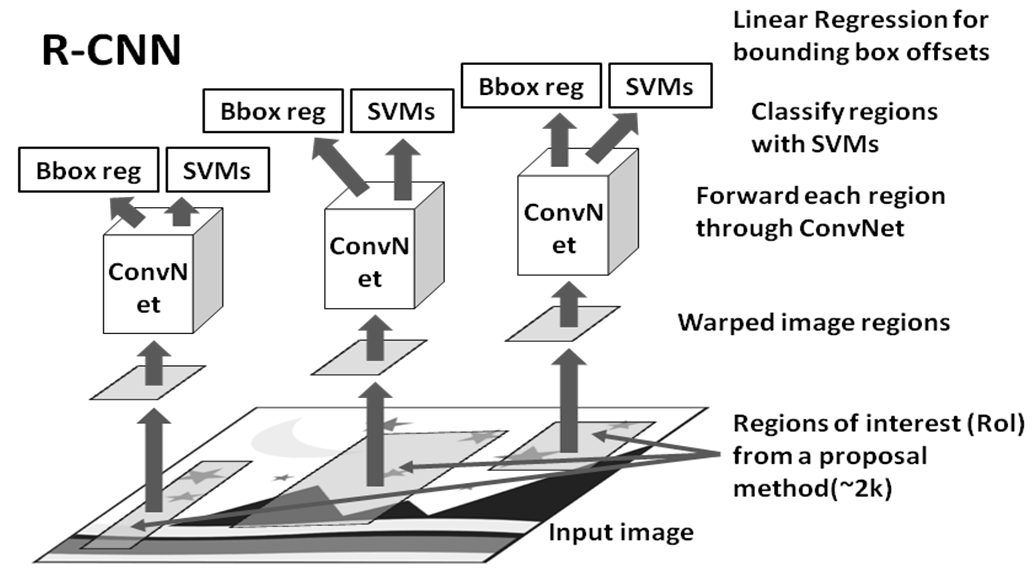 R-CNN
Linear Regression for
bounding box offsets
Bbox reg
SVMs
Bbox reg
SVMs
Bbox reg
SVMs
Classify regions
with SVMs
ConvN
et
ConvN
et
ConvN
et
Forward each region
through ConvNet
Warped image regions
Regions of interest (RoI)
from a proposal
method(~2k)
Input image